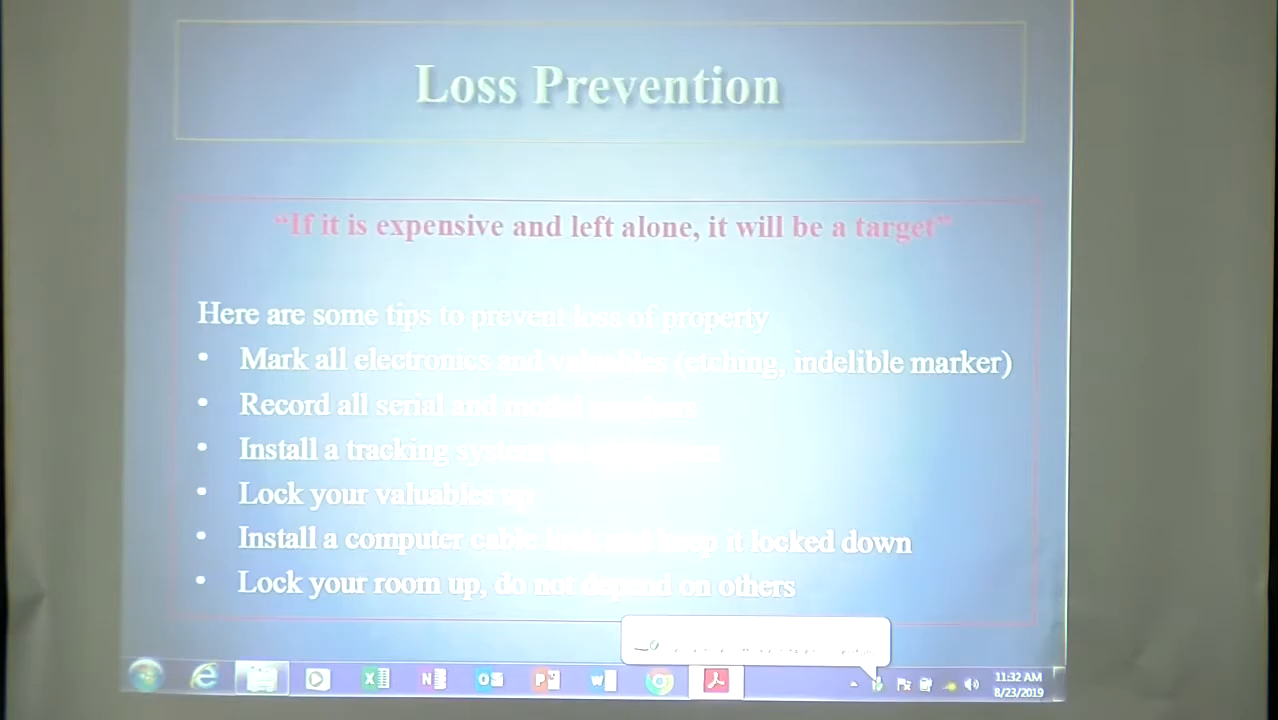 Loss Prevention
“If it is expensive and left alone, it will be a target”
Here are some tips to prevent loss of property
• Mark all electronics and valuables (etching, indelible marker)
• Record all serial and model numbers
• Install a tracking system on
• Lock your valuables up
• Install a computer cable lock and keep it locked down
• Lock your room up, do not depend on others
11:32 AM
8/23/2019